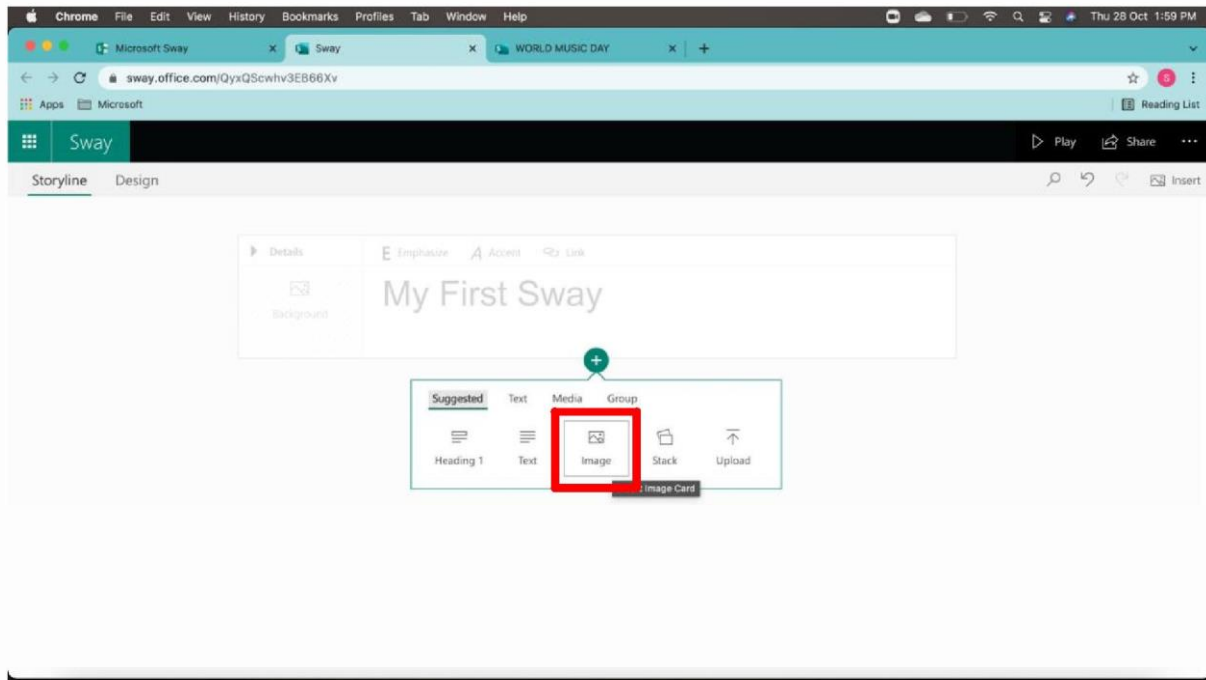 Chrome File Edit View History Bookmarks Profiles Tab Window Help Thu 28 Oct 1:59 PM
Microsoft Sway Sway WORLD MUSIC DAY
sway.office.com/QyxQScwhv3EB66Xv S
Apps Microsoft Reading List
Sway Play Share
Storyline Design Insert
Details E Emphasize A Accent Link
My First Sway
Background
Suggested Text Media Group
Heading 1 Text Image Stack Upload
Image Card